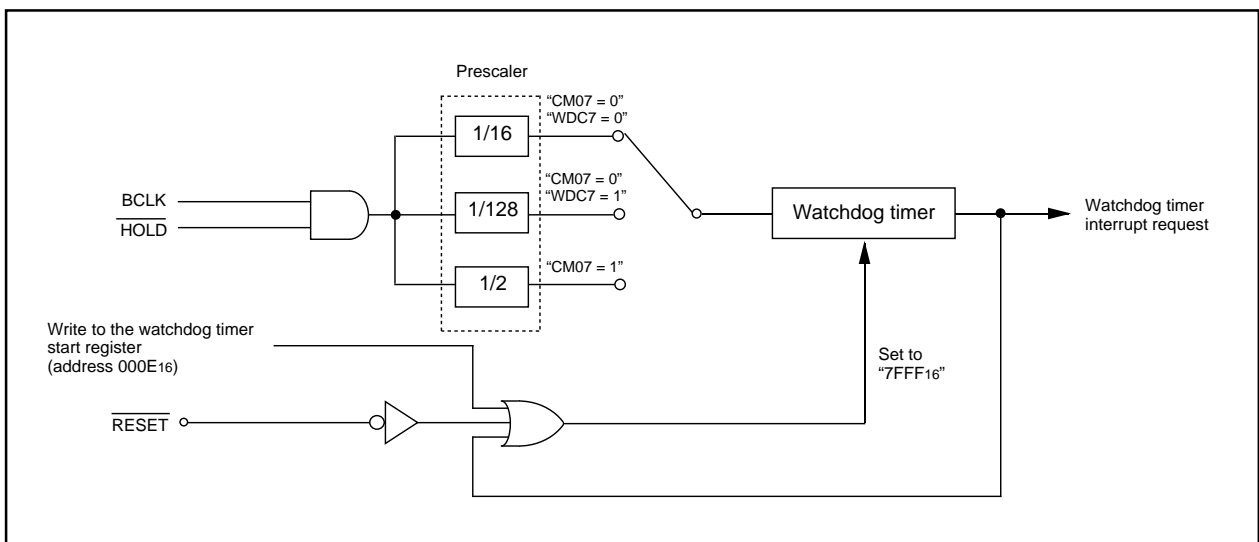 Prescaler
“CM07 = 0”
“WDC7 = 0”
1/16
“CM07 = 0”
“WDC7 = 1”
1/128
“CM07 = 1”
1/2
BCLK
HOLD
Watchdog timer
Watchdog timer
interrupt request
Write to the watchdog timer
start register
(address 000E16)
RESET
Set to
“7FFF16”